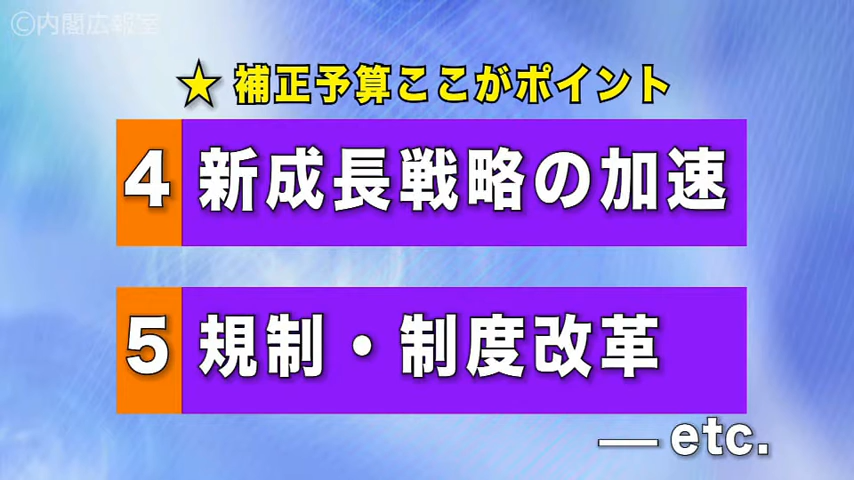 ©内閣広報室
★ 補正予算ここがポイント
4 新成長戦略の加速
5 規制・制度改革
― etc.